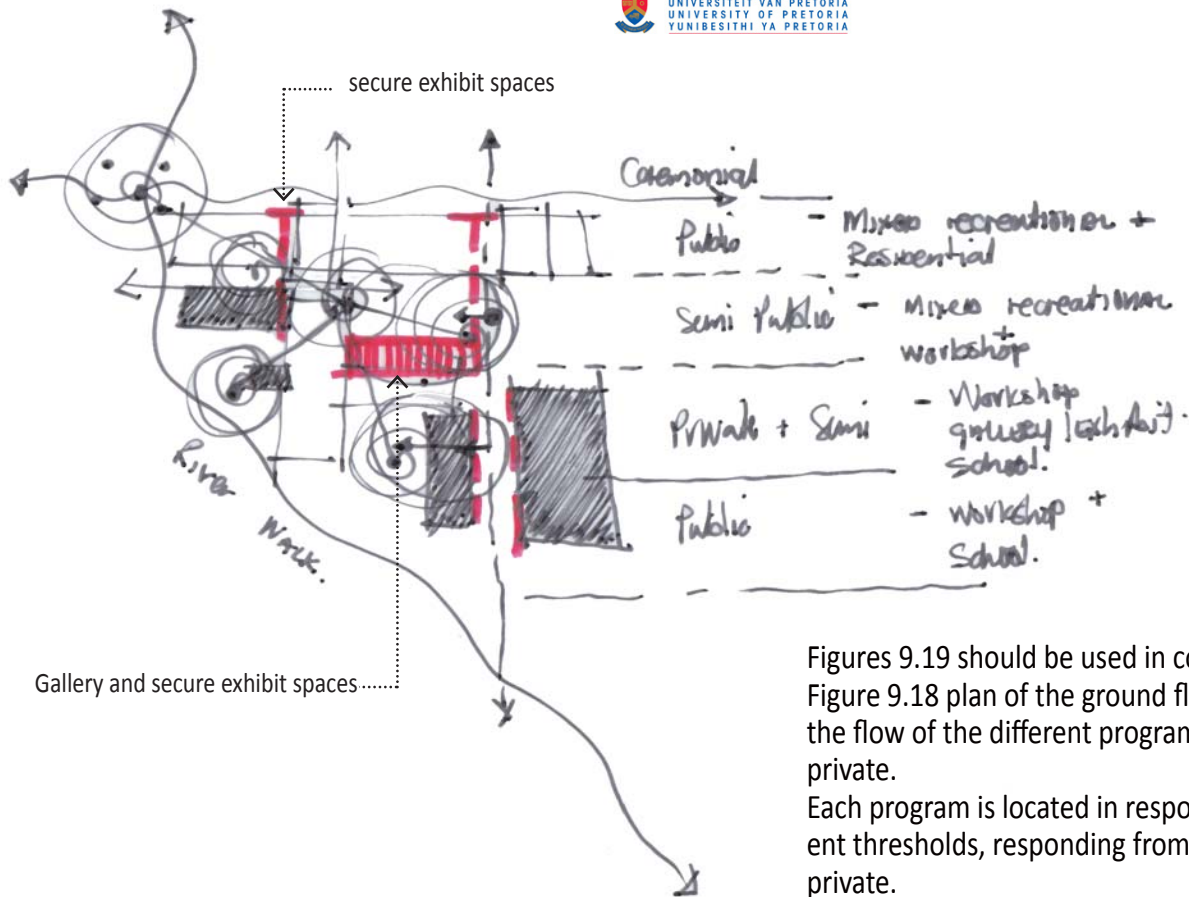 UNIVERSITEIT VAN PRETORIA
UNIVERSITY OF PRETORIA
YUNIBESITHI YA PRETORIA
secure exhibit spaces
Ceremonial
Public - Mixed recreational +
Residential
Semi Public - Mixed recreational
+
workshop
Private + Semi - Workshop
gallery / exhibit.
School.
Public - workshop +
School.
River
Walk.
Gallery and secure exhibit spaces
Figures 9.19 should be used in co
Figure 9.18 plan of the ground fl
the flow of the different program
private.
Each program is located in respo
ent thresholds, responding from
private.